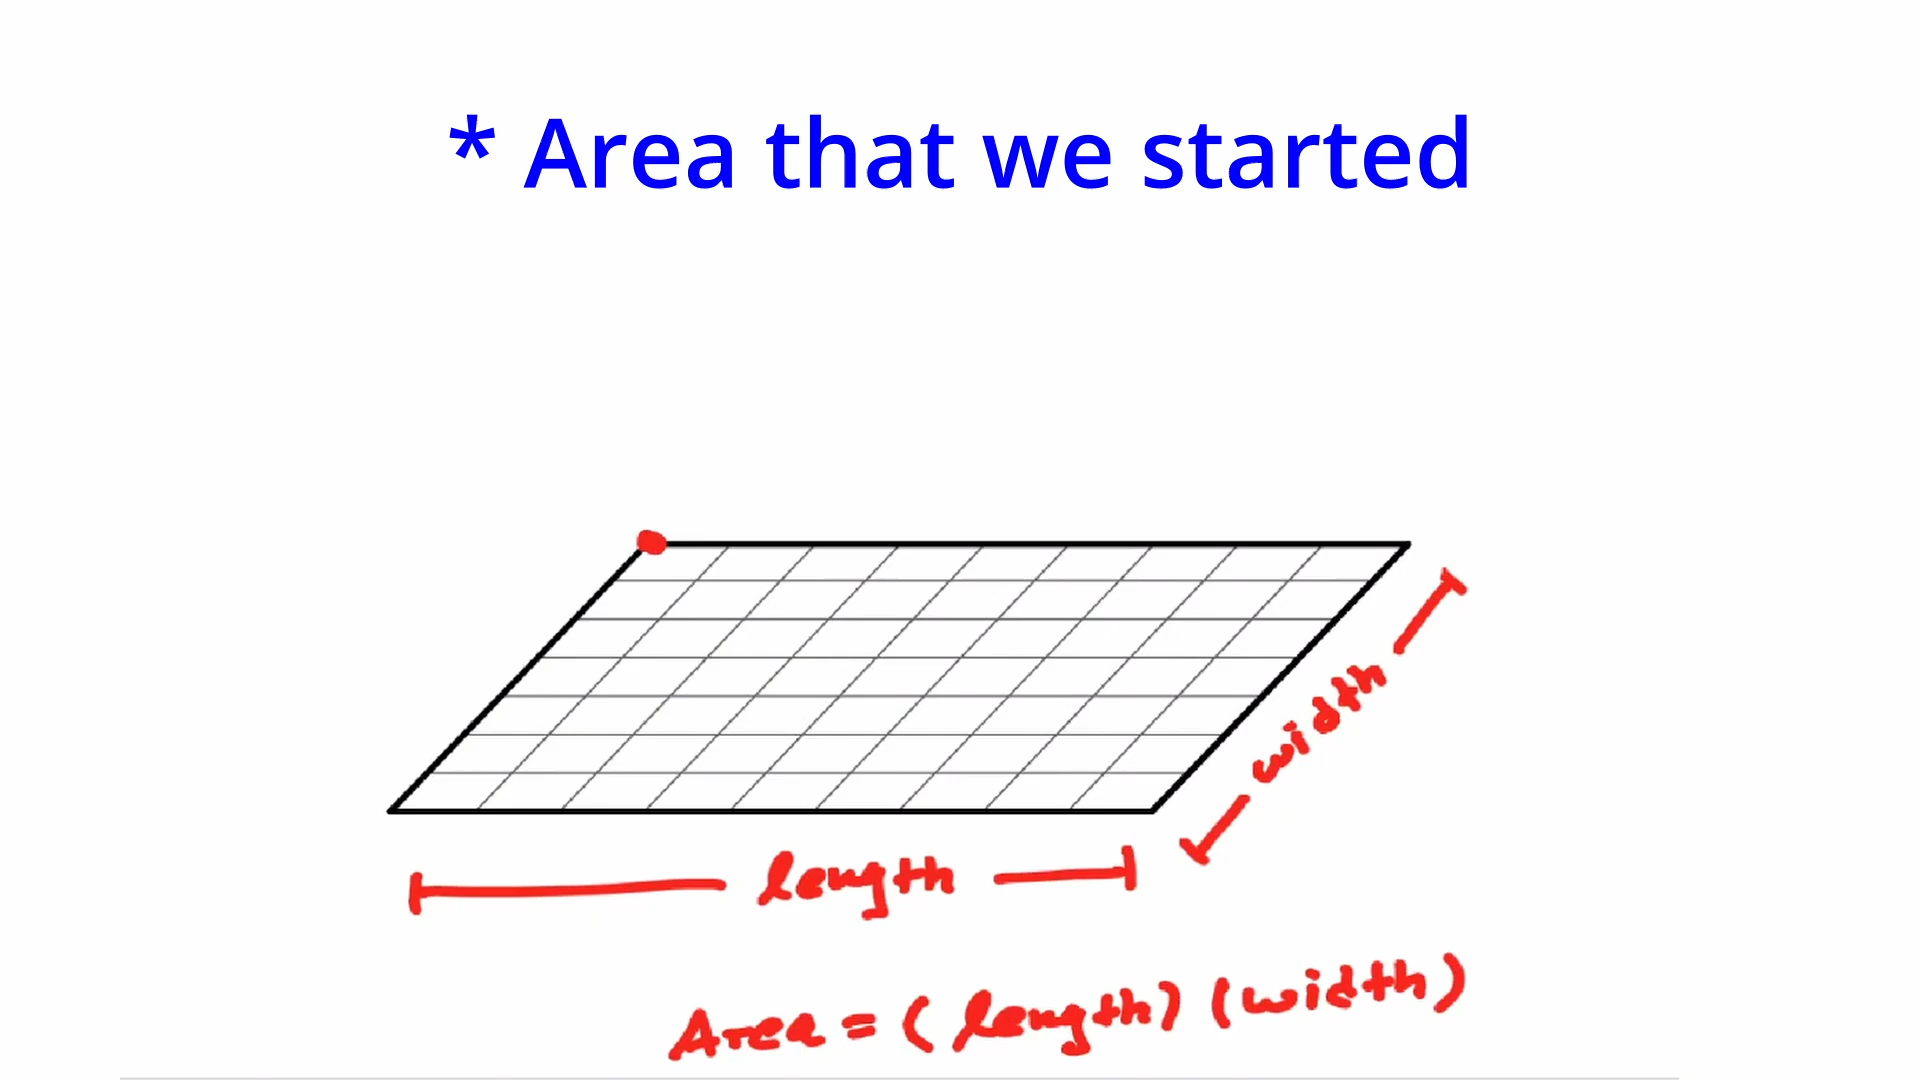 * Area that we started
width
length
Area = (length) (width)